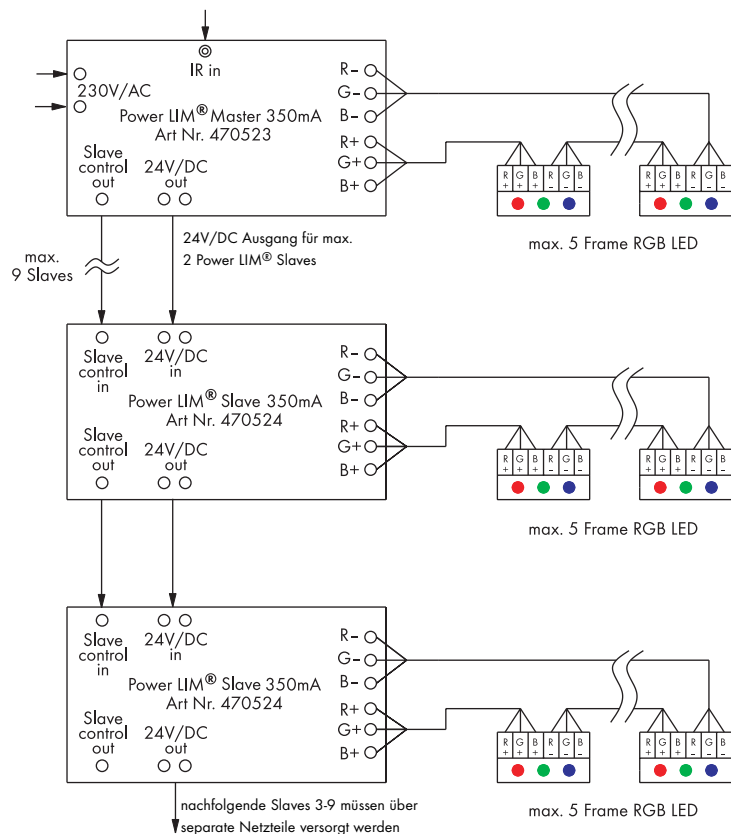 IR in
230V/AC
Power LIM® Master 350mA
Art Nr. 470523
Slave
control
out
24V/DC
out
R–
G–
B–
R+
G+
B+
R G B R G B
+ + + – – –
R G B R G B
+ + + – – –
max. 5 Frame RGB LED
max.
9 Slaves
24V/DC Ausgang für max.
2 Power LIM® Slaves
Slave
control
in
24V/DC
in
Power LIM® Slave 350mA
Art Nr. 470524
Slave
control
out
24V/DC
out
R–
G–
B–
R+
G+
B+
R G B R G B
+ + + – – –
R G B R G B
+ + + – – –
max. 5 Frame RGB LED
Slave
control
in
24V/DC
in
Power LIM® Slave 350mA
Art Nr. 470524
Slave
control
out
24V/DC
out
R–
G–
B–
R+
G+
B+
R G B R G B
+ + + – – –
R G B R G B
+ + + – – –
max. 5 Frame RGB LED
nachfolgende Slaves 3-9 müssen über
separate Netzteile versorgt werden